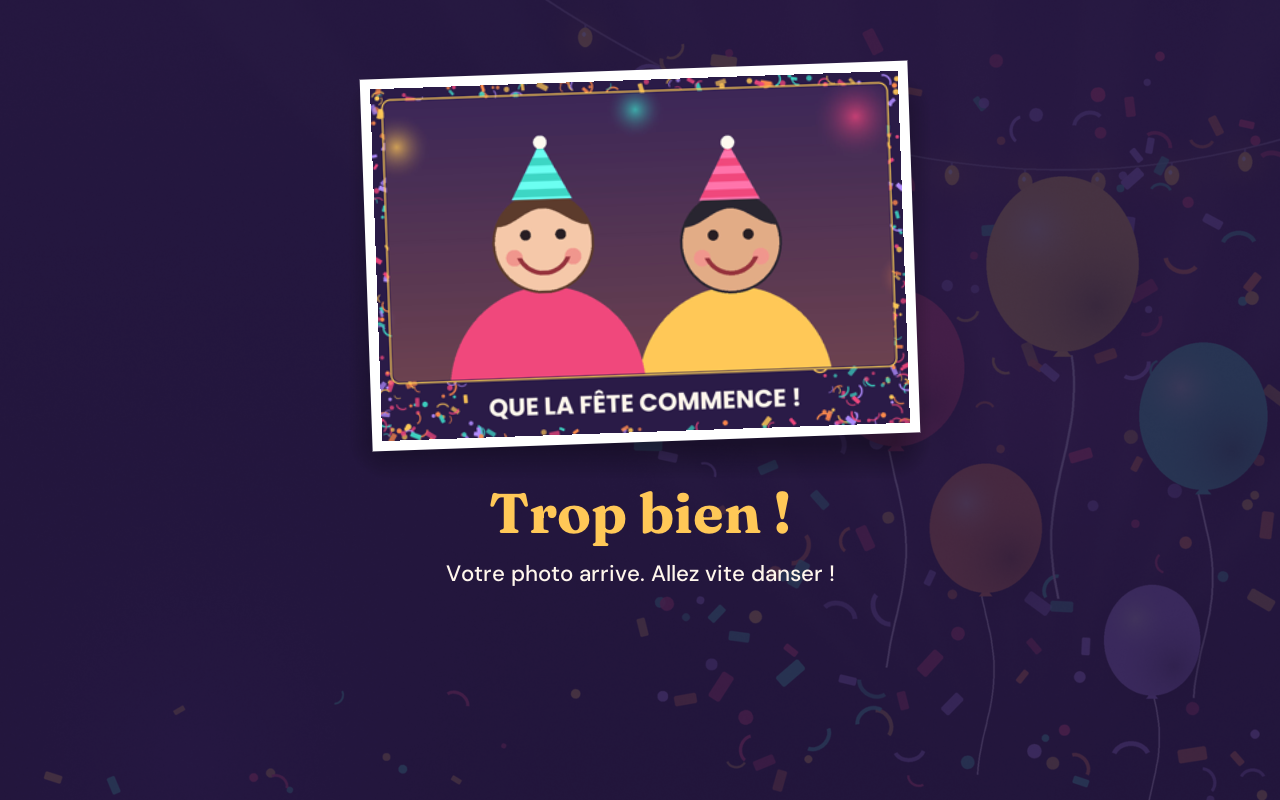 QUE LA FÊTE COMMENCE !
Trop bien !
Votre photo arrive. Allez vite danser !